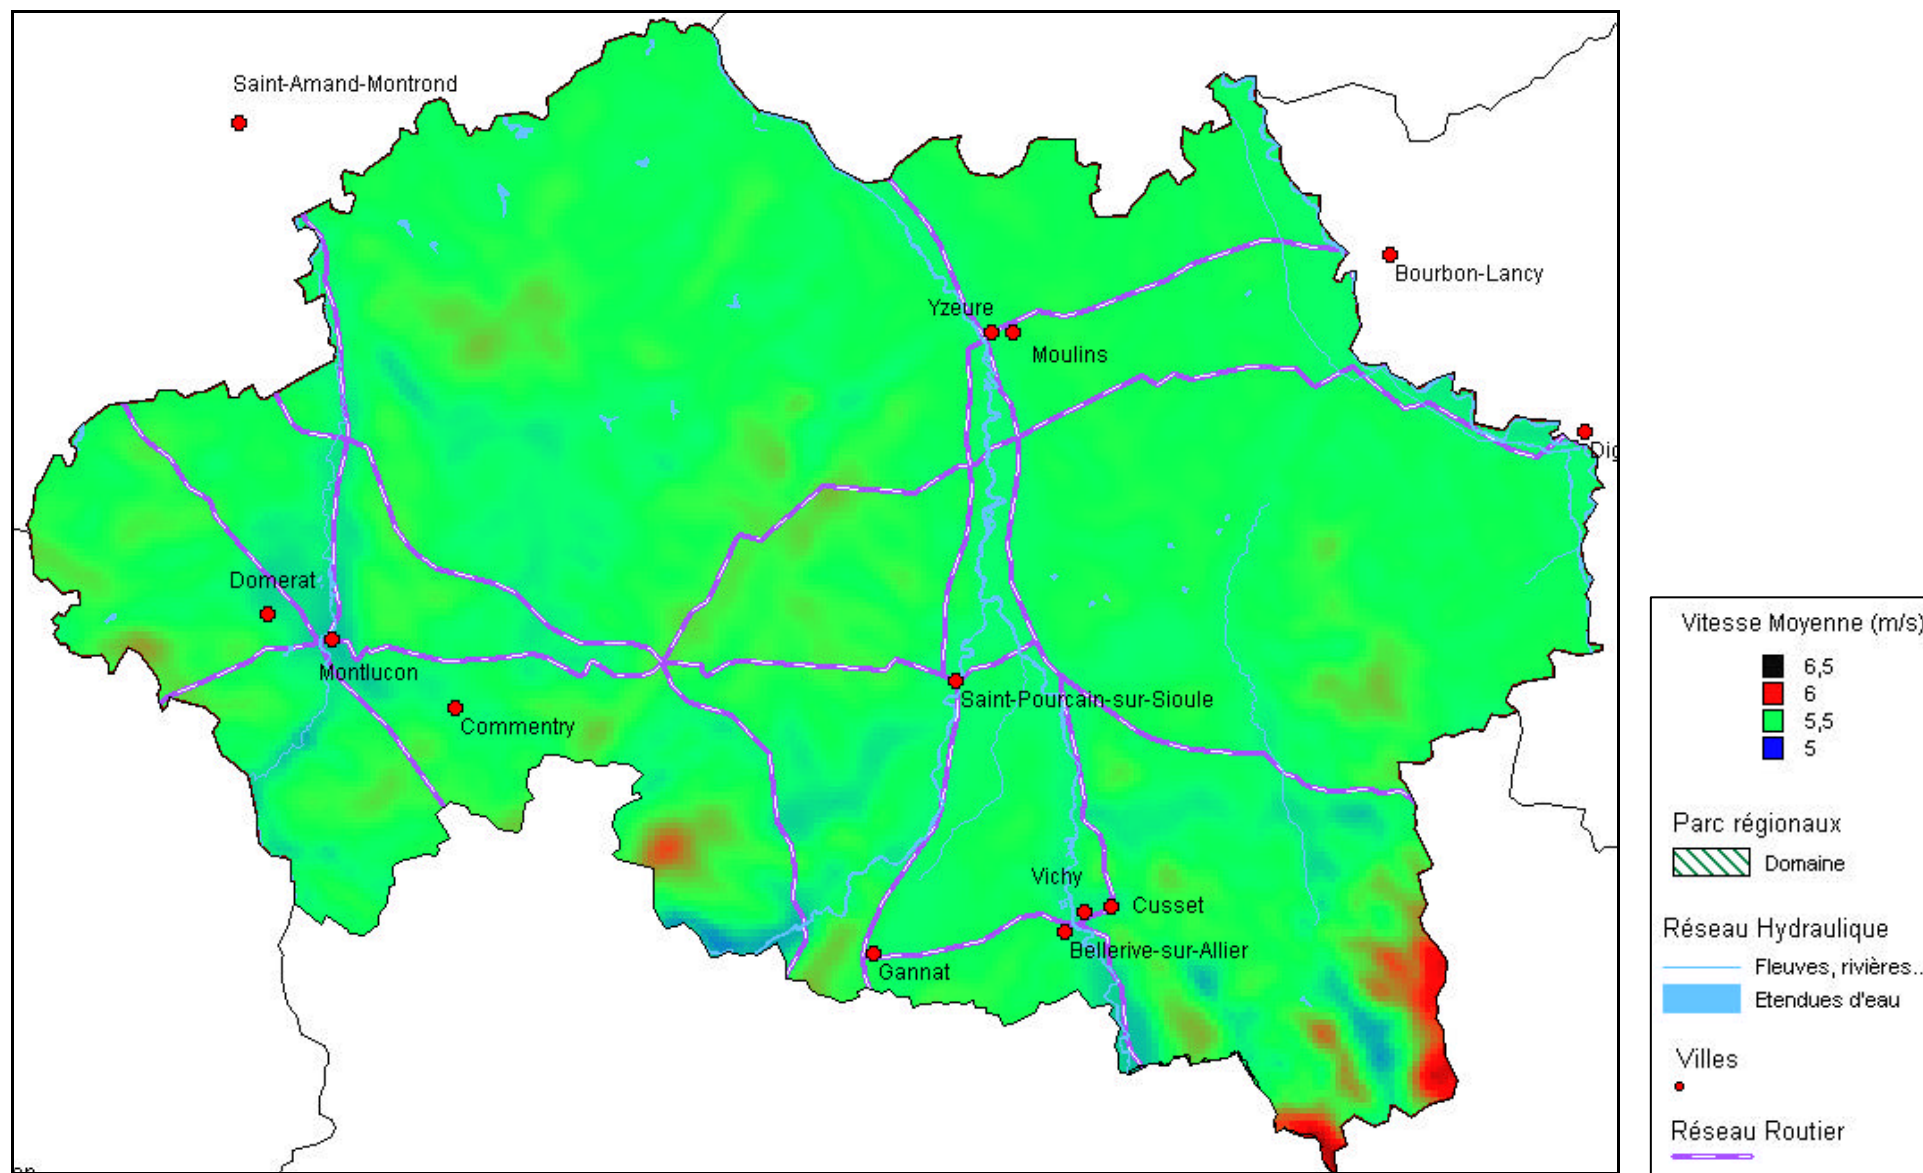 Saint-Amand-Montrond
Bourbon-Lancy
Yzeure
Moulins
Dig
Domerat
Montlucon
Saint-Pourcain-sur-Sioule
Commentry
Vichy
Cusset
Bellerive-sur-Allier
Gannat
Vitesse Moyenne (m/s)
6,5
6
5,5
5
Parc régionaux
Domaine
Réseau Hydraulique
Fleuves, rivières..
Etendues d'eau
Villes
Réseau Routier